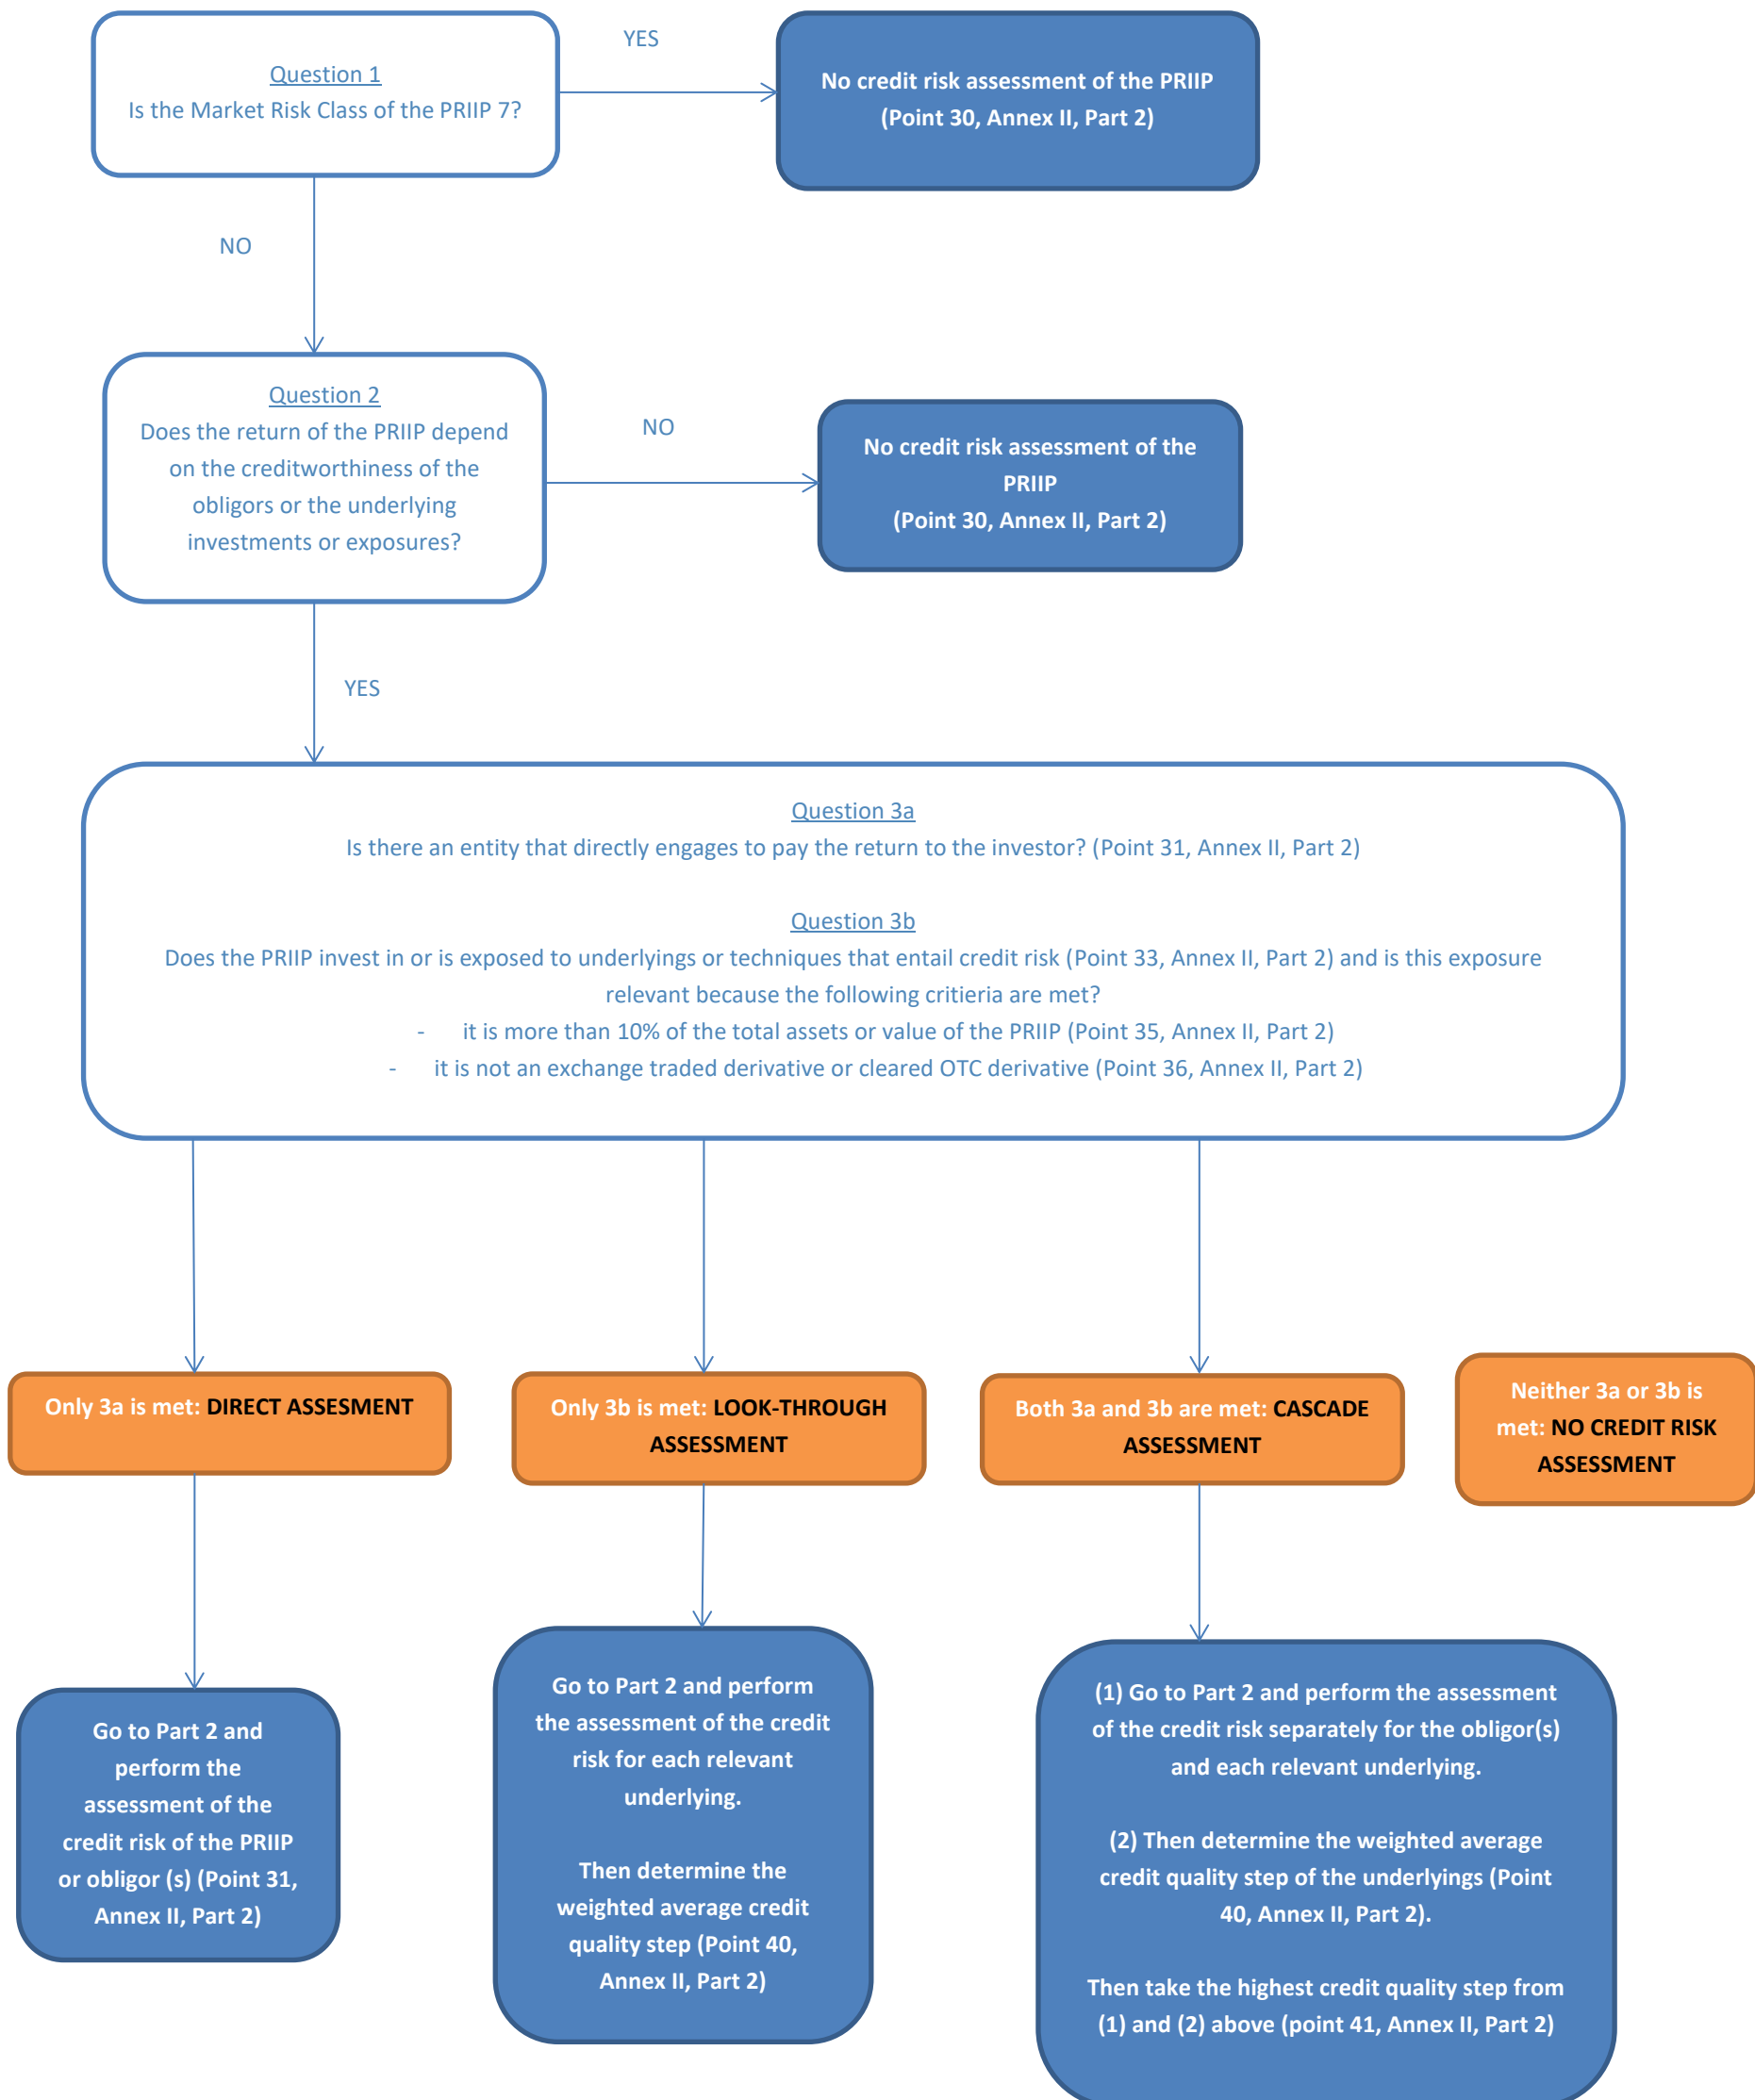 Question 1
Is the Market Risk Class of the PRIIP 7?
YES
No credit risk assessment of the PRIIP
(Point 30, Annex II, Part 2)
NO
Question 2
Does the return of the PRIIP depend
on the creditworthiness of the
obligors or the underlying
investments or exposures?
NO
No credit risk assessment of the
PRIIP
(Point 30, Annex II, Part 2)
YES
Question 3a
Is there an entity that directly engages to pay the return to the investor? (Point 31, Annex II, Part 2)
Question 3b
Does the PRIIP invest in or is exposed to underlyings or techniques that entail credit risk (Point 33, Annex II, Part 2) and is this exposure
relevant because the following critieria are met?
- it is more than 10% of the total assets or value of the PRIIP (Point 35, Annex II, Part 2)
- it is not an exchange traded derivative or cleared OTC derivative (Point 36, Annex II, Part 2)
Only 3a is met: DIRECT ASSESMENT
Only 3b is met: LOOK-THROUGH
ASSESSMENT
Both 3a and 3b are met: CASCADE
ASSESSMENT
Neither 3a or 3b is
met: NO CREDIT RISK
ASSESSMENT
Go to Part 2 and
perform the
assessment of the
credit risk of the PRIIP
or obligor (s) (Point 31,
Annex II, Part 2)
Go to Part 2 and perform
the assessment of the credit
risk for each relevant
underlying.
Then determine the
weighted average credit
quality step (Point 40,
Annex II, Part 2)
(1) Go to Part 2 and perform the assessment
of the credit risk separately for the obligor(s)
and each relevant underlying.
(2) Then determine the weighted average
credit quality step of the underlyings (Point
40, Annex II, Part 2).
Then take the highest credit quality step from
(1) and (2) above (point 41, Annex II, Part 2)